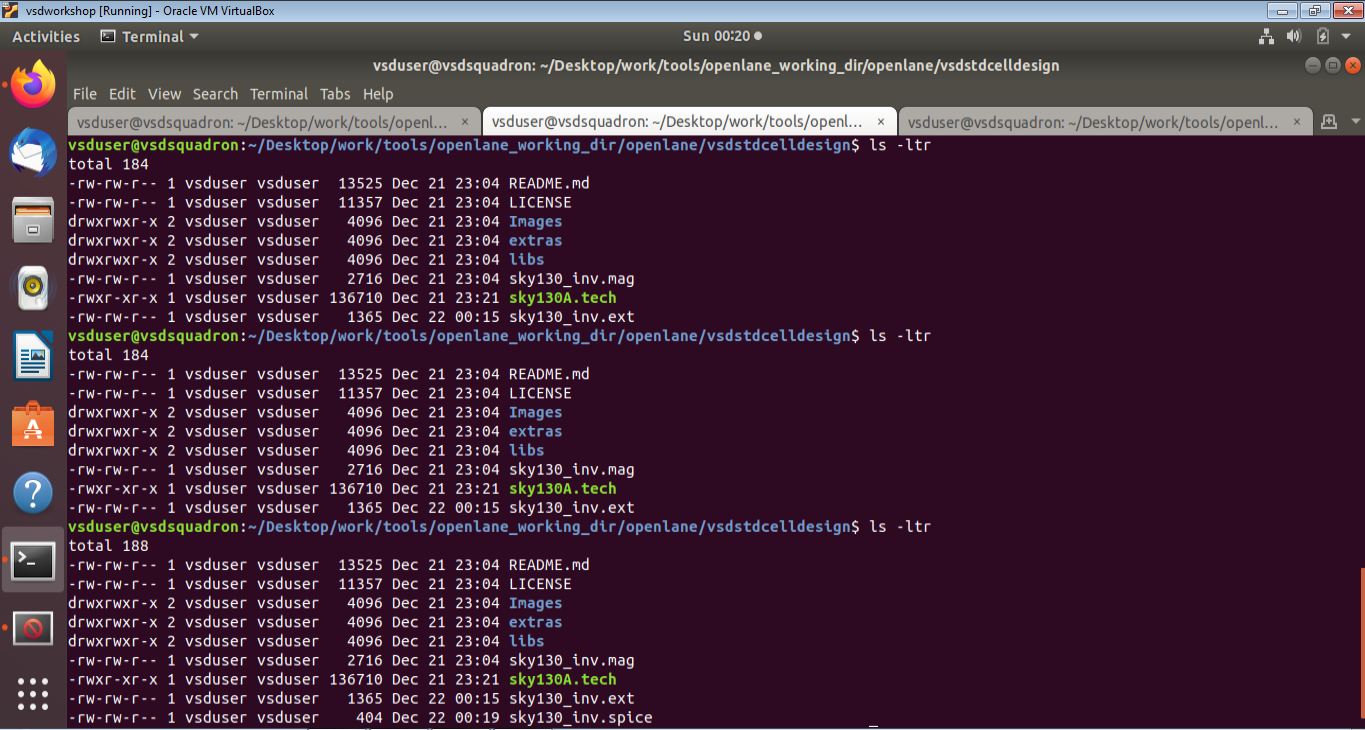 vsdworkshop [Running] - Oracle VM VirtualBox
Activities Terminal Sun 00:20
vsduser@vsdsquadron: ~/Desktop/work/tools/openlane_working_dir/openlane/vsdstdcelldesign
File Edit View Search Terminal Tabs Help
vsduser@vsdsquadron: ~/Desktop/work/tools/openl... × vsduser@vsdsquadron: ~/Desktop/work/tools/openl... × vsduser@vsdsquadron: ~/Desktop/work/tools/openl... ×
vsduser@vsdsquadron:~/Desktop/work/tools/openlane_working_dir/openlane/vsdstdcelldesign$ ls -ltr
total 184
-rw-rw-r-- 1 vsduser vsduser  13525 Dec 21 23:04 README.md
-rw-rw-r-- 1 vsduser vsduser  11357 Dec 21 23:04 LICENSE
drwxrwxr-x 2 vsduser vsduser   4096 Dec 21 23:04 Images
drwxrwxr-x 2 vsduser vsduser   4096 Dec 21 23:04 extras
drwxrwxr-x 2 vsduser vsduser   4096 Dec 21 23:04 libs
-rw-rw-r-- 1 vsduser vsduser   2716 Dec 21 23:04 sky130_inv.mag
-rwxr-xr-x 1 vsduser vsduser 136710 Dec 21 23:21 sky130A.tech
-rw-rw-r-- 1 vsduser vsduser   1365 Dec 22 00:15 sky130_inv.ext
vsduser@vsdsquadron:~/Desktop/work/tools/openlane_working_dir/openlane/vsdstdcelldesign$ ls -ltr
total 184
-rw-rw-r-- 1 vsduser vsduser  13525 Dec 21 23:04 README.md
-rw-rw-r-- 1 vsduser vsduser  11357 Dec 21 23:04 LICENSE
drwxrwxr-x 2 vsduser vsduser   4096 Dec 21 23:04 Images
drwxrwxr-x 2 vsduser vsduser   4096 Dec 21 23:04 extras
drwxrwxr-x 2 vsduser vsduser   4096 Dec 21 23:04 libs
-rw-rw-r-- 1 vsduser vsduser   2716 Dec 21 23:04 sky130_inv.mag
-rwxr-xr-x 1 vsduser vsduser 136710 Dec 21 23:21 sky130A.tech
-rw-rw-r-- 1 vsduser vsduser   1365 Dec 22 00:15 sky130_inv.ext
vsduser@vsdsquadron:~/Desktop/work/tools/openlane_working_dir/openlane/vsdstdcelldesign$ ls -ltr
total 188
-rw-rw-r-- 1 vsduser vsduser  13525 Dec 21 23:04 README.md
-rw-rw-r-- 1 vsduser vsduser  11357 Dec 21 23:04 LICENSE
drwxrwxr-x 2 vsduser vsduser   4096 Dec 21 23:04 Images
drwxrwxr-x 2 vsduser vsduser   4096 Dec 21 23:04 extras
drwxrwxr-x 2 vsduser vsduser   4096 Dec 21 23:04 libs
-rw-rw-r-- 1 vsduser vsduser   2716 Dec 21 23:04 sky130_inv.mag
-rwxr-xr-x 1 vsduser vsduser 136710 Dec 21 23:21 sky130A.tech
-rw-rw-r-- 1 vsduser vsduser   1365 Dec 22 00:15 sky130_inv.ext
-rw-rw-r-- 1 vsduser vsduser    404 Dec 22 00:19 sky130_inv.spice